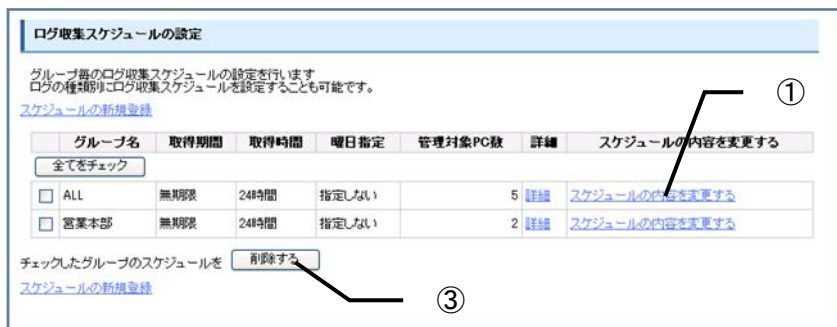 ログ収集スケジュールの設定
グループ毎のログ収集スケジュールの設定を行います
ログの種類別にログ収集スケジュールを設定することも可能です。
①
スケジュールの新規登録
グループ名 取得期間 取得時間 曜日指定 管理対象PC数 詳細 スケジュールの内容を変更する
全てをチェック
ALL 無期限 24時間 指定しない 5 詳細 スケジュールの内容を変更する
営業本部 無期限 24時間 指定しない 2 詳細 スケジュールの内容を変更する
チェックしたグループのスケジュールを 削除する
スケジュールの新規登録
③